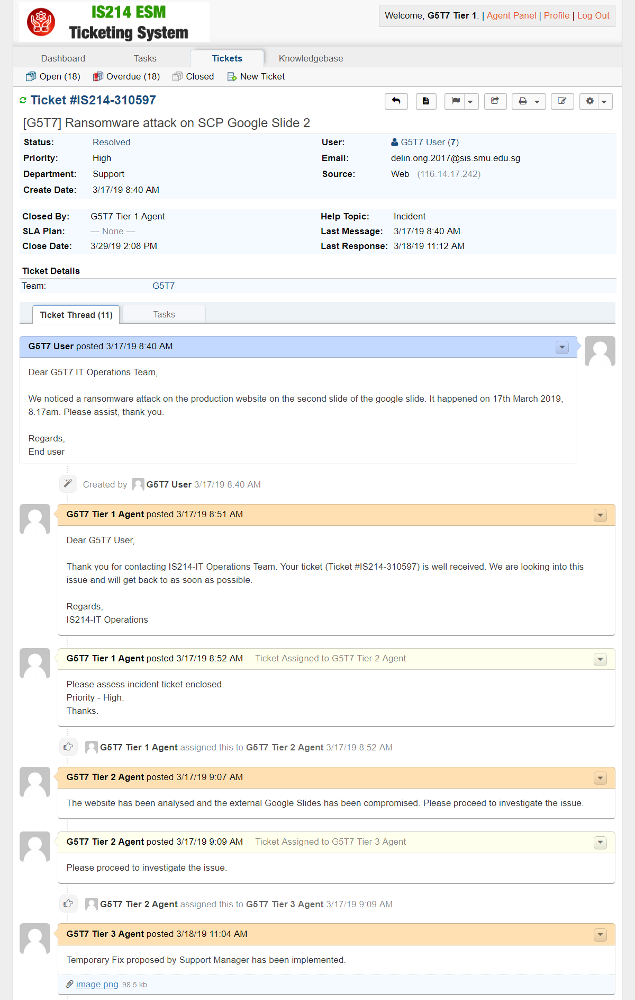 IS214 ESM
Ticketing System
Welcome, G5T7 Tier 1. | Agent Panel | Profile | Log Out
Dashboard Tasks Tickets Knowledgebase
Open (18) Overdue (18) Closed New Ticket
Ticket #IS214-310597
[G5T7] Ransomware attack on SCP Google Slide 2
Status: Resolved User: G5T7 User (7)
Priority: High Email: delin.ong.2017@sis.smu.edu.sg
Department: Support Source: Web (116.14.17.242)
Create Date: 3/17/19 8:40 AM
Closed By: G5T7 Tier 1 Agent Help Topic: Incident
SLA Plan: — None — Last Message: 3/17/19 8:40 AM
Close Date: 3/29/19 2:08 PM Last Response: 3/18/19 11:12 AM
Ticket Details
Team: G5T7
Ticket Thread (11) Tasks
G5T7 User posted 3/17/19 8:40 AM
Dear G5T7 IT Operations Team,
We noticed a ransomware attack on the production website on the second slide of the google slide. It happened on 17th March 2019,
8.17am. Please assist, thank you.
Regards,
End user
Created by G5T7 User 3/17/19 8:40 AM
G5T7 Tier 1 Agent posted 3/17/19 8:51 AM
Dear G5T7 User,
Thank you for contacting IS214-IT Operations Team. Your ticket (Ticket #IS214-310597) is well received. We are looking into this
issue and will get back to as soon as possible.
Regards,
IS214-IT Operations
G5T7 Tier 1 Agent posted 3/17/19 8:52 AM Ticket Assigned to G5T7 Tier 2 Agent
Please assess incident ticket enclosed.
Priority - High.
Thanks.
G5T7 Tier 1 Agent assigned this to G5T7 Tier 2 Agent 3/17/19 8:52 AM
G5T7 Tier 2 Agent posted 3/17/19 9:07 AM
The website has been analysed and the external Google Slides has been compromised. Please proceed to investigate the issue.
G5T7 Tier 2 Agent posted 3/17/19 9:09 AM Ticket Assigned to G5T7 Tier 3 Agent
Please proceed to investigate the issue.
G5T7 Tier 2 Agent assigned this to G5T7 Tier 3 Agent 3/17/19 9:09 AM
G5T7 Tier 3 Agent posted 3/18/19 11:04 AM
Temporary Fix proposed by Support Manager has been implemented.
image.png 98.5 kb